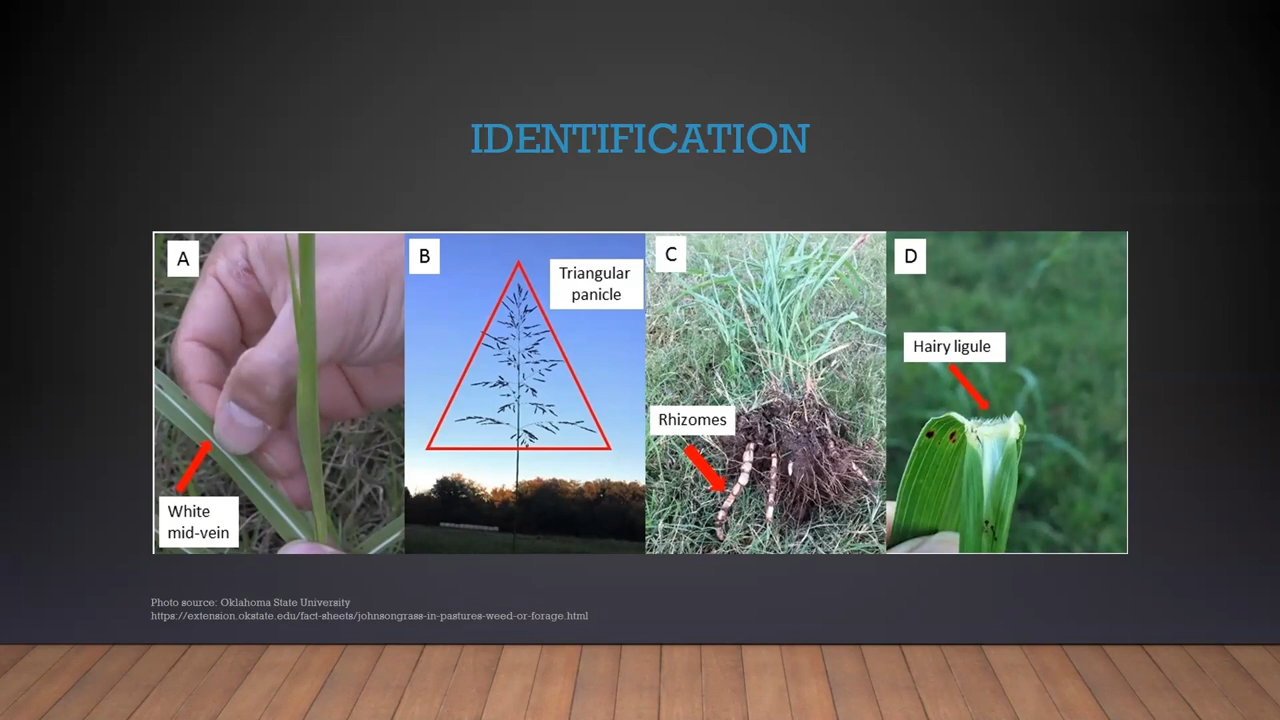 IDENTIFICATION
A
White
mid-vein
B
Triangular
panicle
C
Rhizomes
D
Hairy ligule
Photo source: Oklahoma State University
https://extension.okstate.edu/fact-sheets/johnsongrass-in-pastures-weed-or-forage.html